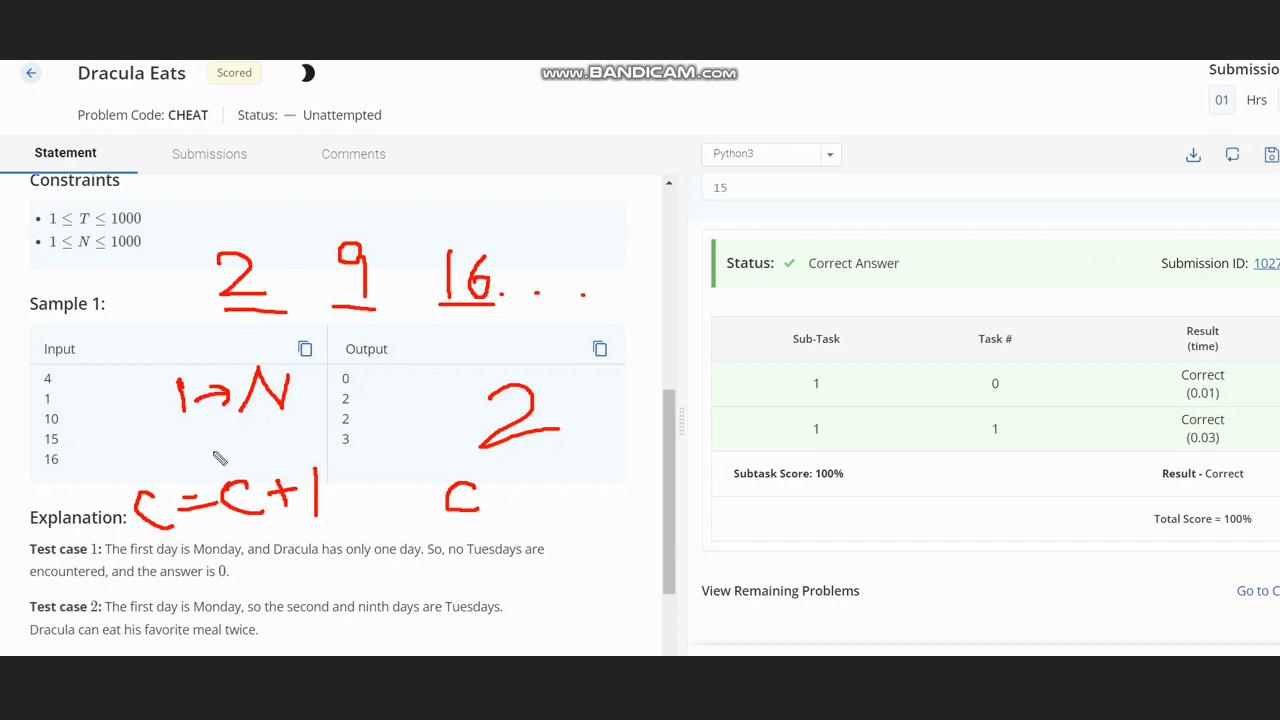 www.BANDICAM.com
Dracula Eats
Scored
Submissio
Problem Code: CHEAT
Status: — Unattempted
01 Hrs
Statement
Submissions
Comments
Python3
Constraints
1 ≤ T ≤ 1000
1 ≤ N ≤ 1000
15
2 9 16 . . .
Status: ✓ Correct Answer
Submission ID: 1027
Sample 1:
Input
Output
4
1
10
15
16
0
2
2
3
1→N
2
C=C+1
C
Sub-Task
Task #
Result
(time)
1
0
Correct
(0.01)
1
1
Correct
(0.03)
Subtask Score: 100%
Result - Correct
Total Score = 100%
Explanation:
Test case 1: The first day is Monday, and Dracula has only one day. So, no Tuesdays are
encountered, and the answer is 0.
Test case 2: The first day is Monday, so the second and ninth days are Tuesdays.
Dracula can eat his favorite meal twice.
View Remaining Problems
Go to C